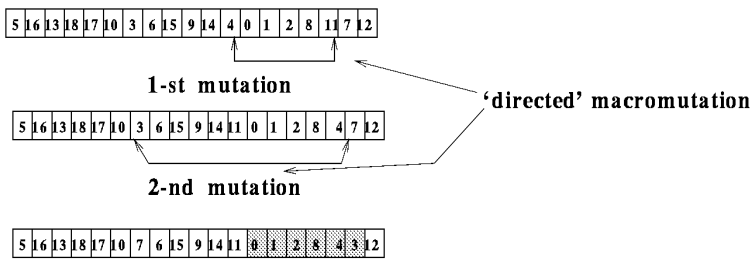 5 16 13 18 17 10 3 6 15 9 14 4 0 1 2 8 11 7 12
1-st mutation
'directed' macromutation
5 16 13 18 17 10 3 6 15 9 14 11 0 1 2 8 4 7 12
2-nd mutation
5 16 13 18 17 10 7 6 15 9 14 11 0 1 2 8 4 3 12